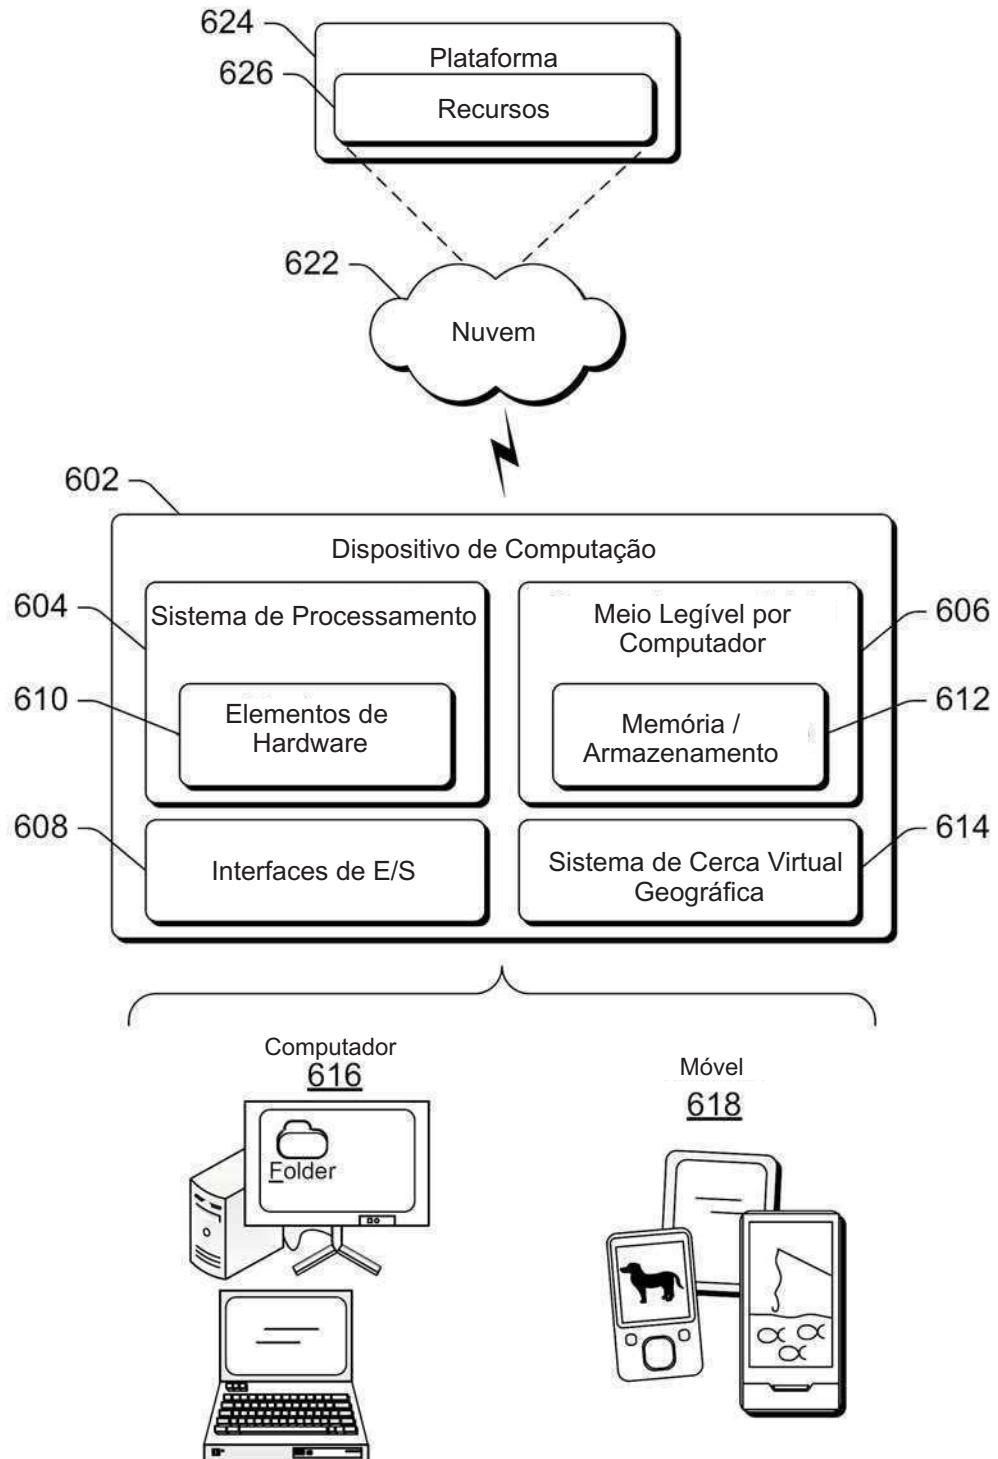 624
Plataforma
626
Recursos
622
Nuvem
602
Dispositivo de Computação
604
Sistema de Processamento
Meio Legível por
Computador
606
610
Elementos de
Hardware
Memória /
Armazenamento
612
608
Interfaces de E/S
Sistema de Cerca Virtual
Geográfica
614
Computador
616
Móvel
618
Folder